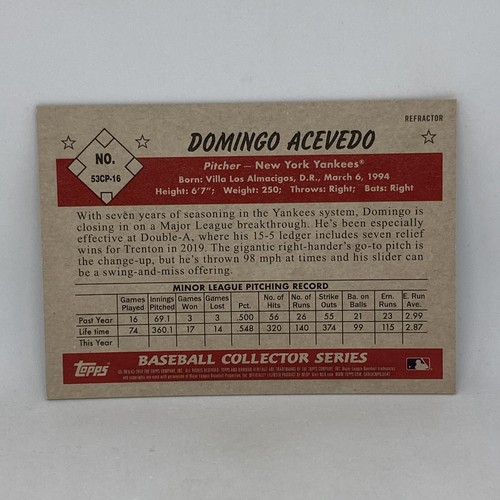 REFRACTOR
NO.
53CP-16
DOMINGO ACEVEDO
Pitcher — New York Yankees®
Born: Villa Los Almacigos, D.R., March 6, 1994
Height: 6'7"; Weight: 250; Throws: Right; Bats: Right
With seven years of seasoning in the Yankees system, Domingo is
closing in on a Major League breakthrough. He's been especially
effective at Double-A, where his 15-5 ledger includes seven relief
wins for Trenton in 2019. The gigantic right-hander's go-to pitch is
the change-up, but he's thrown 98 mph at times and his slider can
be a swing-and-miss offering.
MINOR LEAGUE PITCHING RECORD
Games Played Innings Pitched Games Won Games Lost Pct. No. of Hits No. of Runs Strike Outs Ba. on Balls Ern. Runs E. Run Ave.
Past Year 16 69.1 3 3 .500 56 26 55 21 23 2.99
Life time 74 360.1 17 14 .548 320 140 374 99 115 2.87
This Year
Topps
BASEBALL COLLECTOR SERIES